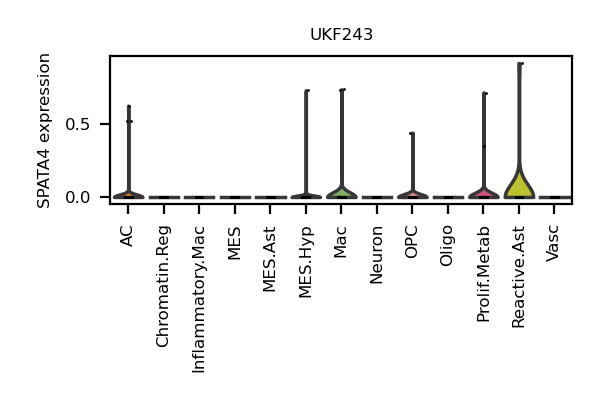 UKF243
SPATA4 expression
0.5
0.0
AC
Chromatin.Reg
Inflammatory.Mac
MES
MES.Ast
MES.Hyp
Mac
Neuron
OPC
Oligo
Prolif.Metab
Reactive.Ast
Vasc